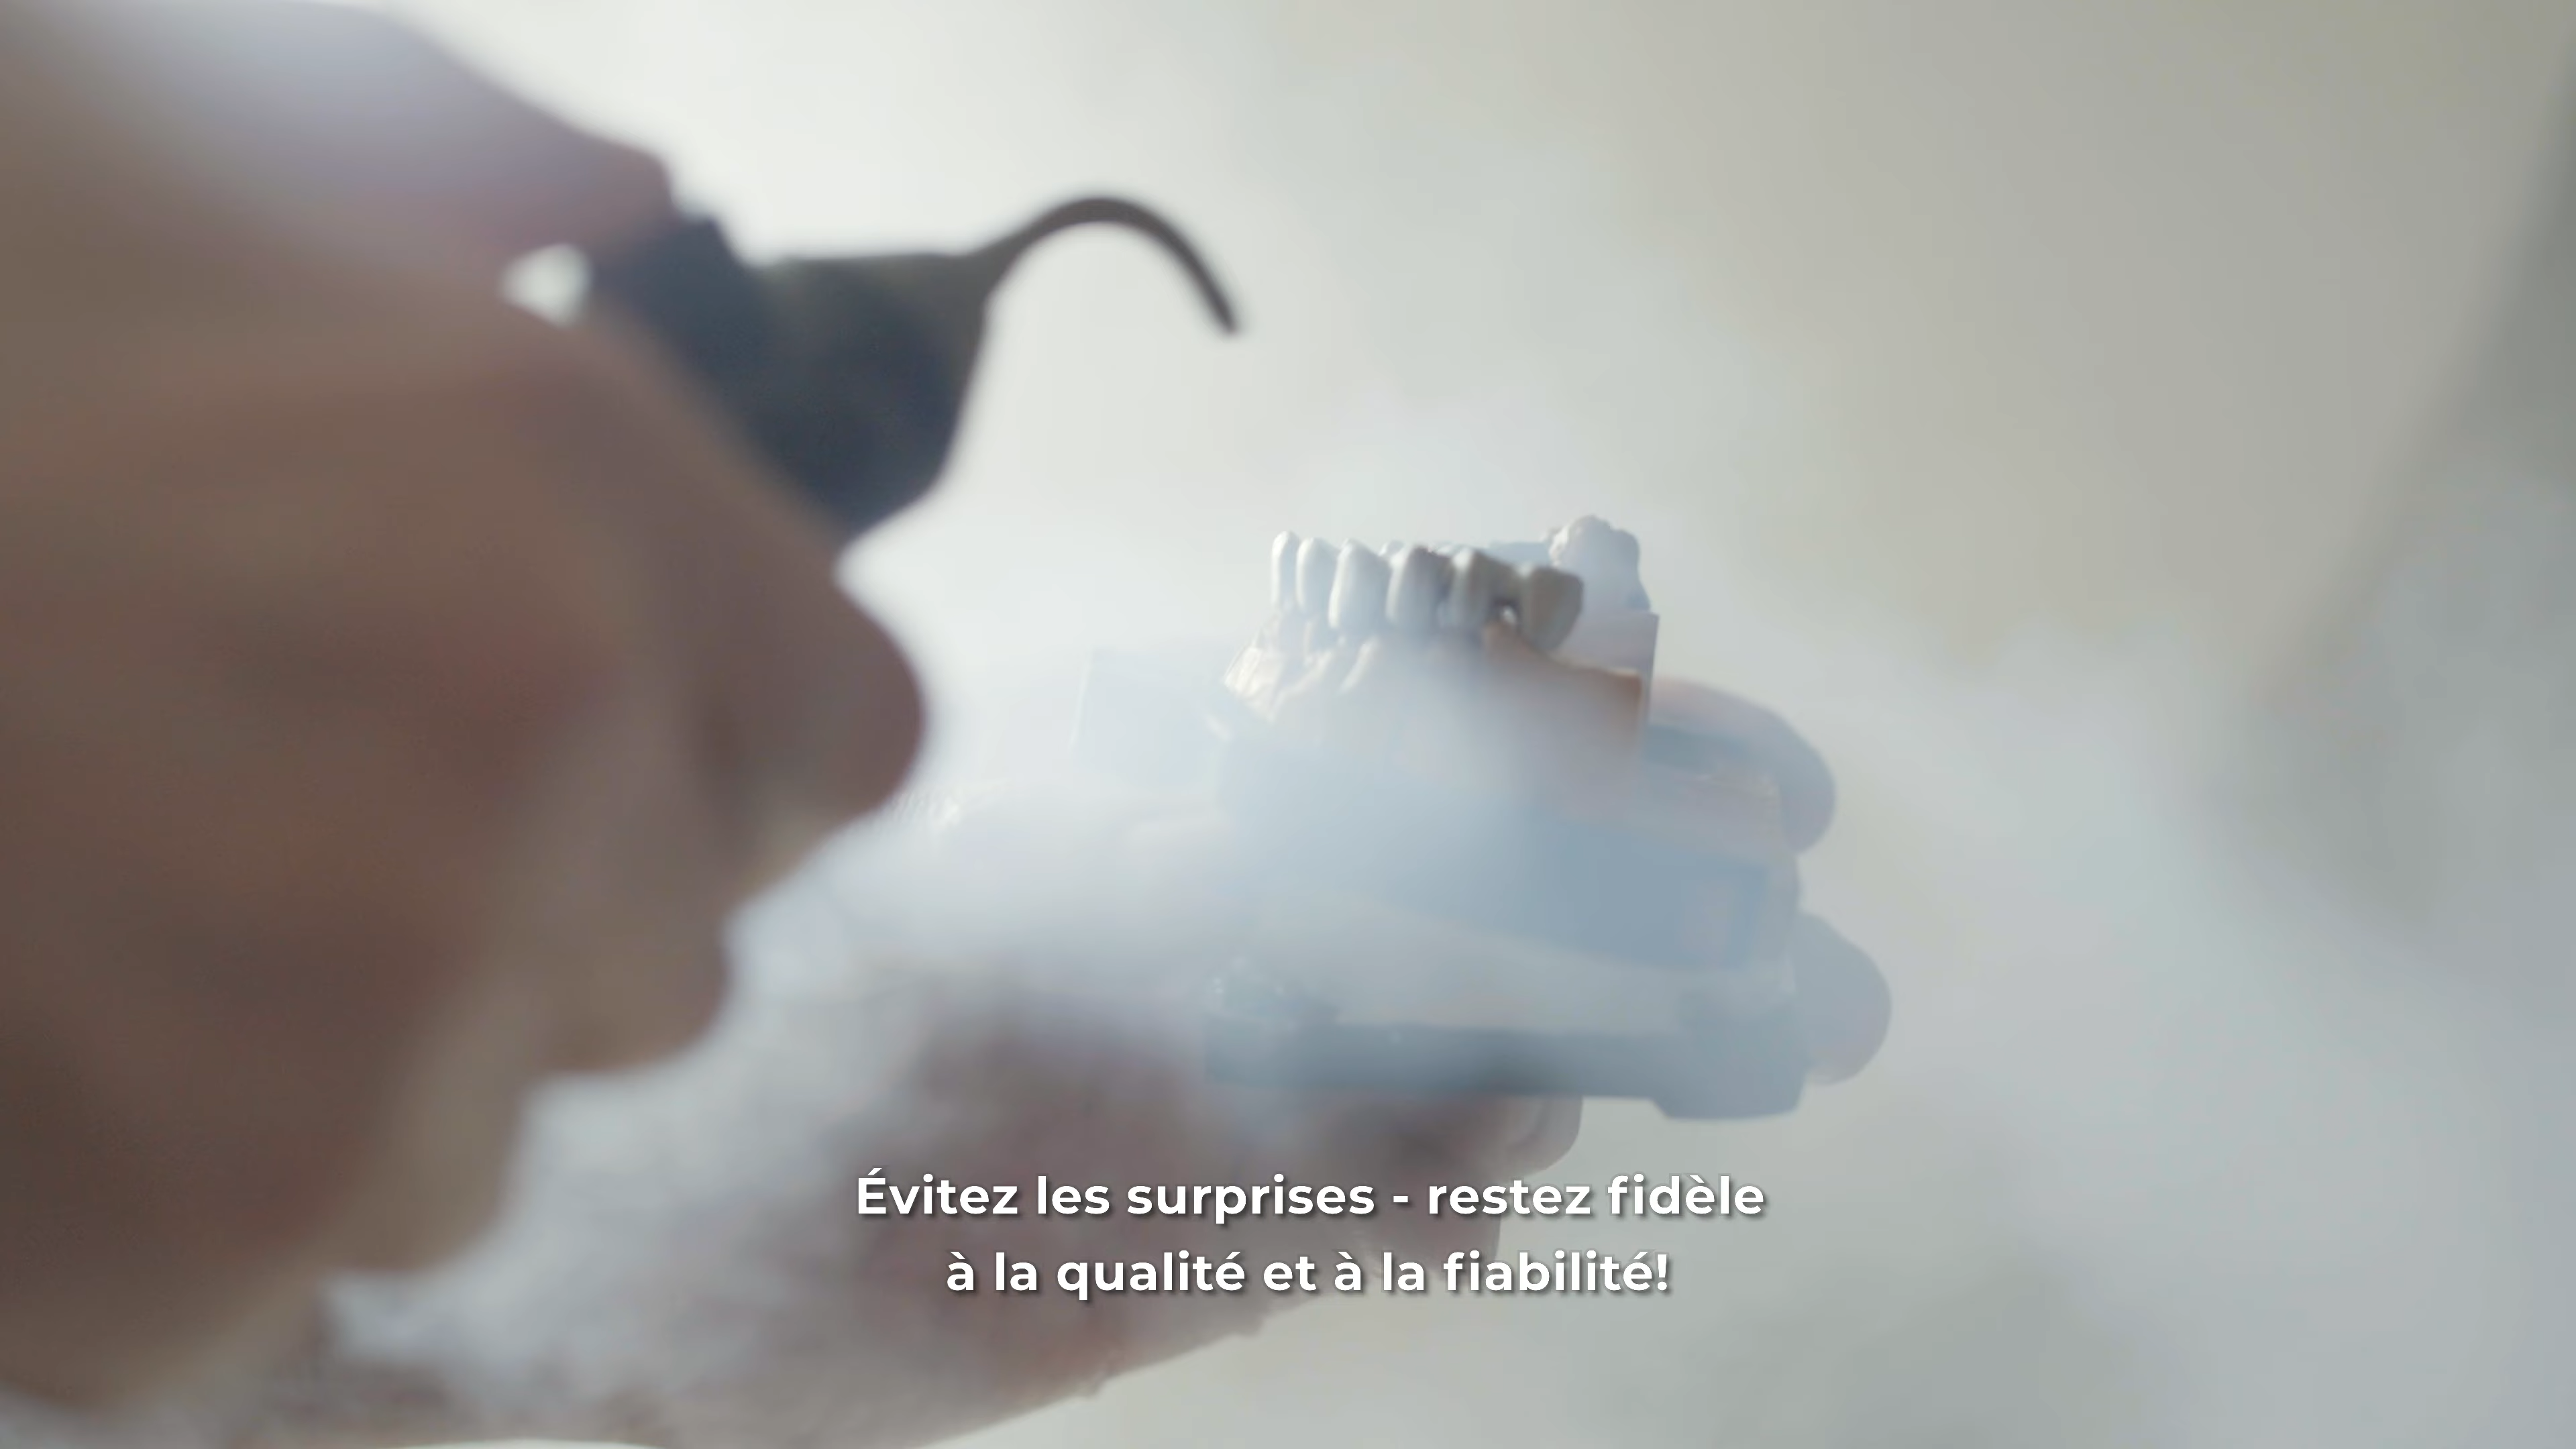 Évitez les surprises - restez fidèle
à la qualité et à la fiabilité!